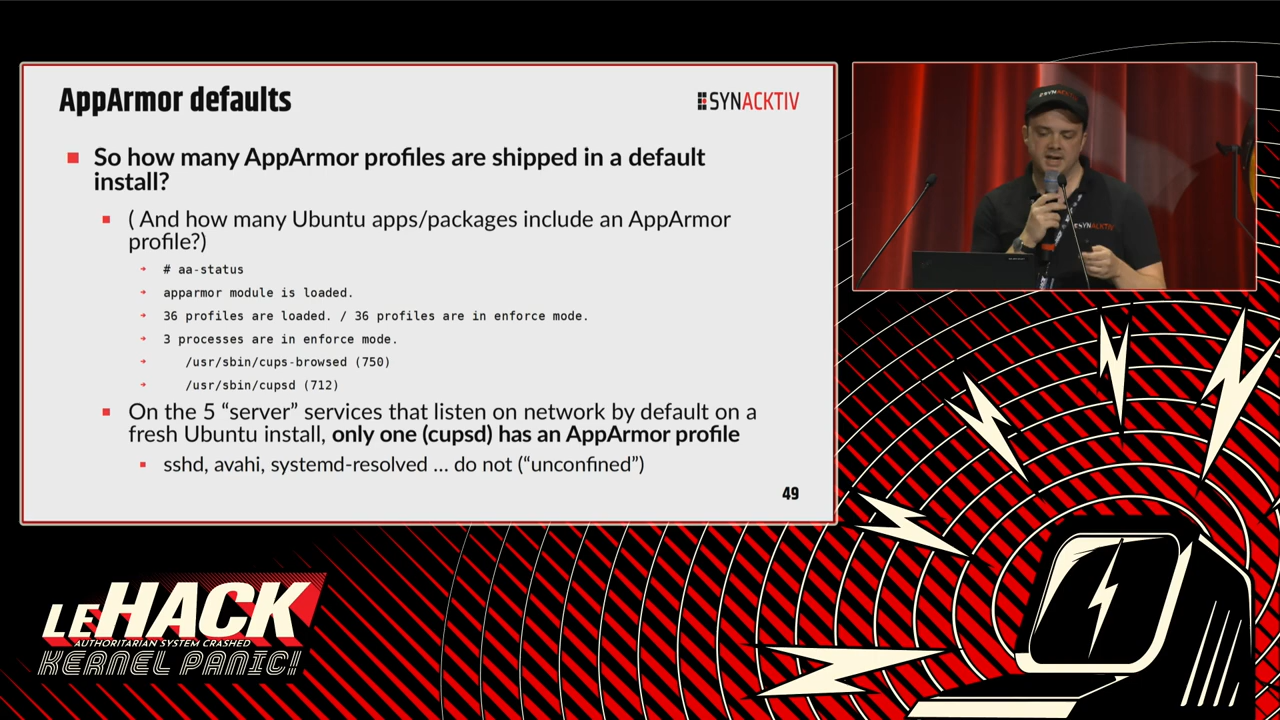 AppArmor defaults
SYNACKTIV
So how many AppArmor profiles are shipped in a default
install?
( And how many Ubuntu apps/packages include an AppArmor
profile?)
# aa-status
apparmor module is loaded.
36 profiles are loaded. / 36 profiles are in enforce mode.
3 processes are in enforce mode.
/usr/sbin/cups-browsed (750)
/usr/sbin/cupsd (712)
On the 5 “server” services that listen on network by default on a
fresh Ubuntu install, only one (cupsd) has an AppArmor profile
sshd, avahi, systemd-resolved ... do not (“unconfined”)
49
SYNACKTIV
SYNACKTIV
LEHACK
AUTHORITARIAN SYSTEM CRASHED
KERNEL PANIC!